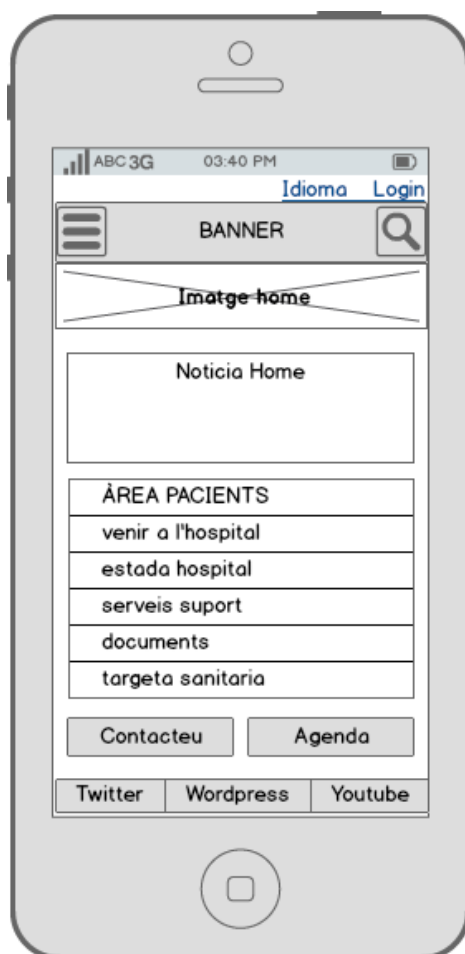 ABC 3G 03:40 PM
Idioma Login
BANNER
Imatge home
Noticia Home
ÀREA PACIENTS
venir a l'hospital
estada hospital
serveis suport
documents
targeta sanitaria
Contacteu Agenda
Twitter Wordpress Youtube